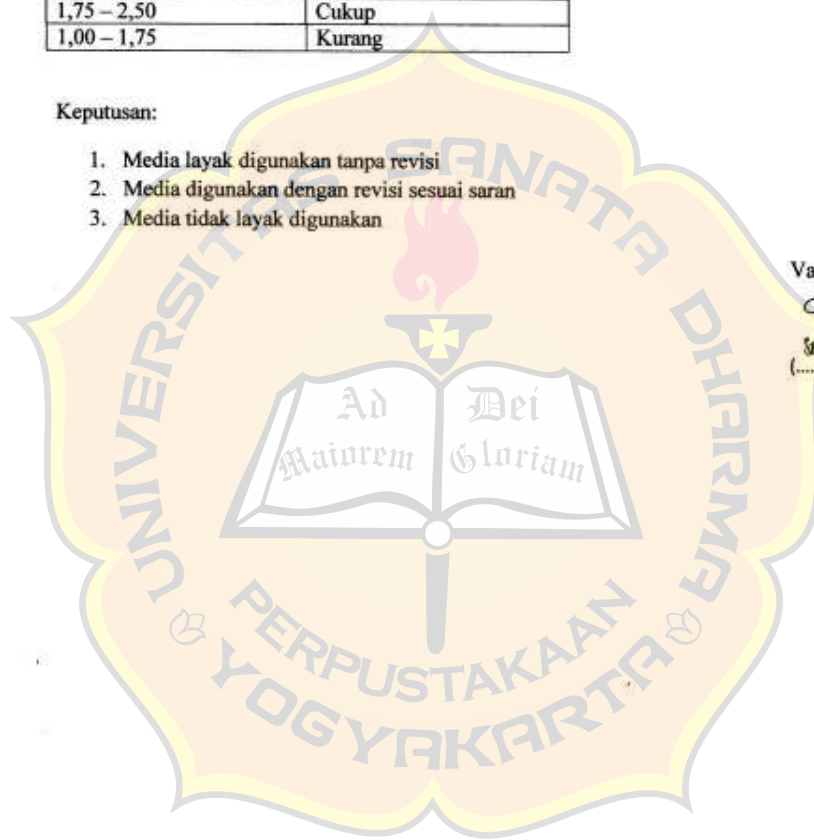 1,75 – 2,50 Cukup
1,00 – 1,75 Kurang
Keputusan:
1. Media layak digunakan tanpa revisi
2. Media digunakan dengan revisi sesuai saran
3. Media tidak layak digunakan
Va
(....
UNIVERSITAS SANATA DHARMA
Ad Dei
Maiorem Gloriam
PERPUSTAKAAN
YOGYAKARTA